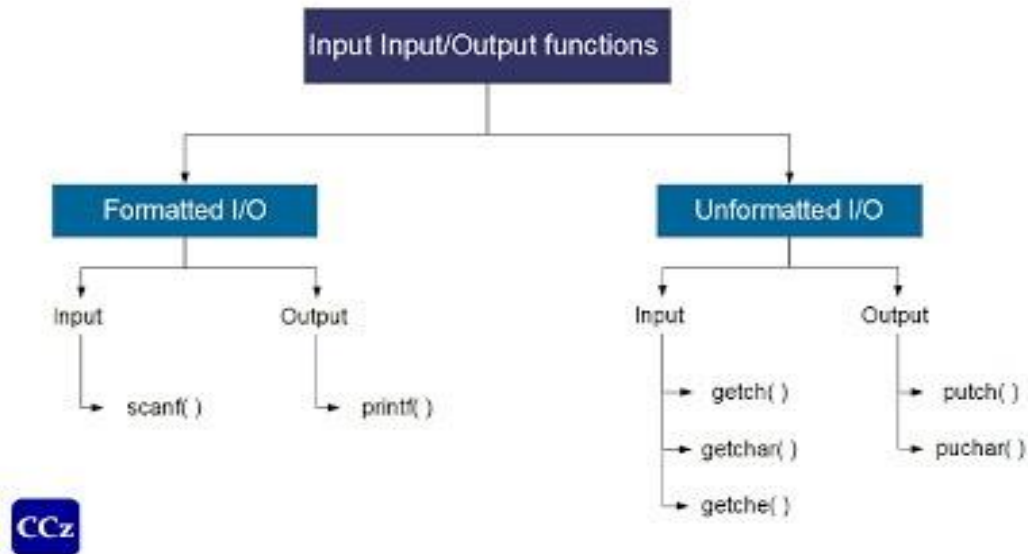 Input Input/Output functions
Formatted I/O
Unformatted I/O
Input
Output
Input
Output
scanf( )
printf( )
getch( )
putch( )
getchar( )
puchar( )
getche( )
CCz